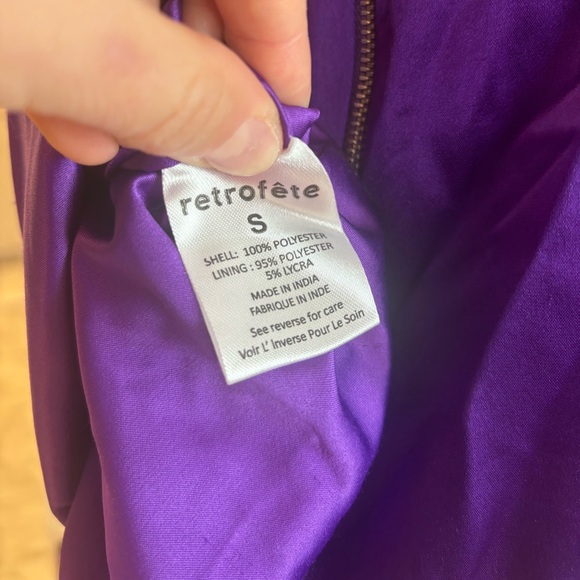 retrofête
S
SHELL: 100% POLYESTER
LINING : 95% POLYESTER
5% LYCRA
MADE IN INDIA
FABRIQUE IN INDE
See reverse for care
Voir L' Inverse Pour Le Soin